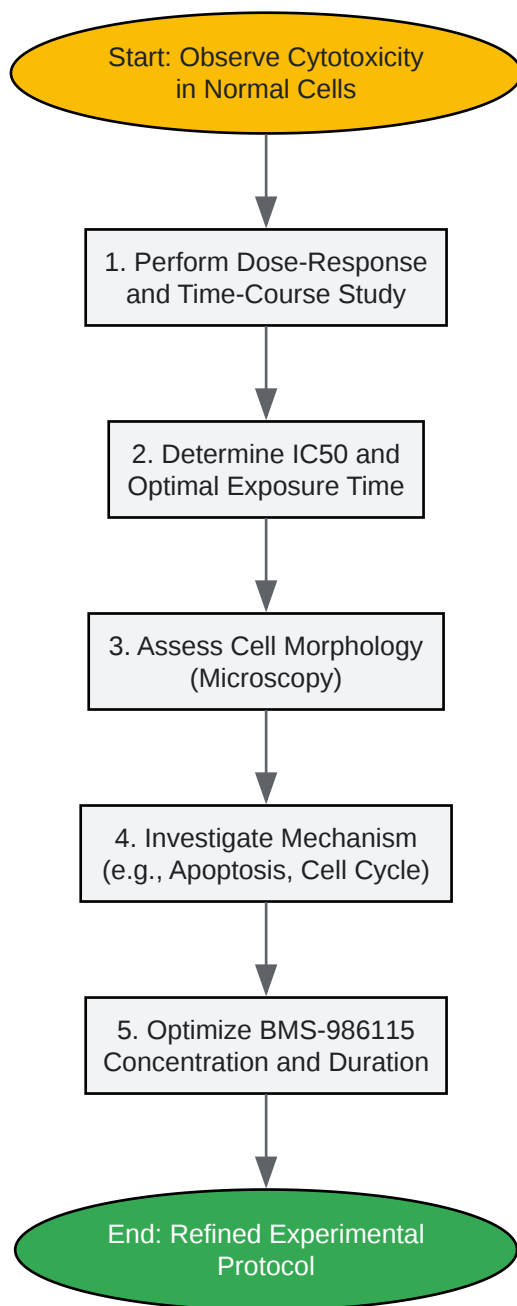 Start: Observe Cytotoxicity
in Normal Cells
1. Perform Dose-Response
and Time-Course Study
2. Determine IC50 and
Optimal Exposure Time
3. Assess Cell Morphology
(Microscopy)
4. Investigate Mechanism
(e.g., Apoptosis, Cell Cycle)
5. Optimize BMS-986115
Concentration and Duration
End: Refined Experimental
Protocol